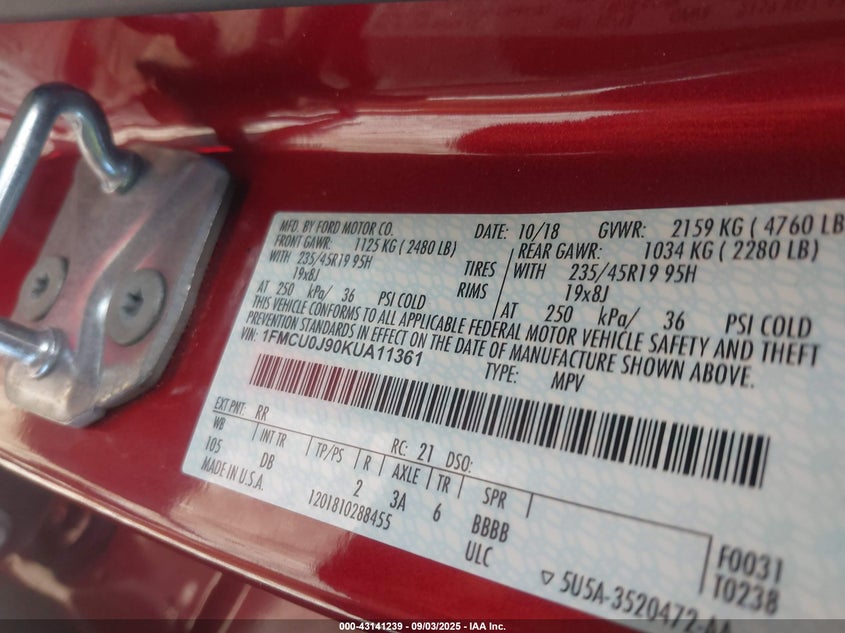 MFD. BY FORD MOTOR CO. DATE: 10/18 GVWR: 2159 KG ( 4760 LB
FRONT GAWR: 1125 KG ( 2480 LB) REAR GAWR: 1034 KG ( 2280 LB)
WITH 235/45R19 95H TIRES WITH 235/45R19 95H
19x8J RIMS 19x8J
AT 250 kPa/ 36 PSI COLD AT 250 kPa/ 36 PSI COLD
THIS VEHICLE CONFORMS TO ALL APPLICABLE FEDERAL MOTOR VEHICLE SAFETY AND THEFT
PREVENTION STANDARDS IN EFFECT ON THE DATE OF MANUFACTURE SHOWN ABOVE.
VIN: 1FMCU0J90KUA11361
TYPE: MPV
EXT PNT: RR RC: 21 DSO:
WB INT TR TP/PS R AXLE TR SPR
105 DB 2 3A 6 BBBB
MADE IN U.S.A. ULC
1201810288455
F0031
T0238
5U5A-3520472-AA
000-43141239 - 09/03/2025 - IAA Inc.